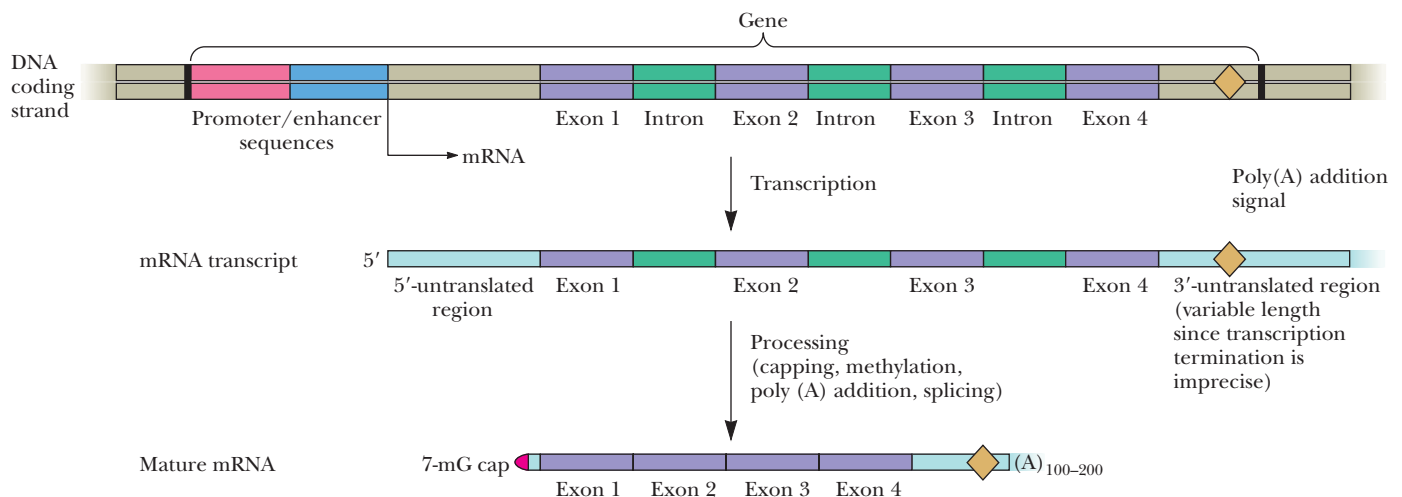 Gene
DNA
coding
strand
Promoter/enhancer
sequences
Exon 1 Intron Exon 2 Intron Exon 3 Intron Exon 4
mRNA
Transcription
Poly(A) addition
signal
mRNA transcript 5′
5′-untranslated
region
Exon 1 Exon 2 Exon 3 Exon 4
3′-untranslated region
(variable length
since transcription
termination is
imprecise)
Processing
(capping, methylation,
poly (A) addition, splicing)
Mature mRNA 7-mG cap (A)100–200
Exon 1 Exon 2 Exon 3 Exon 4